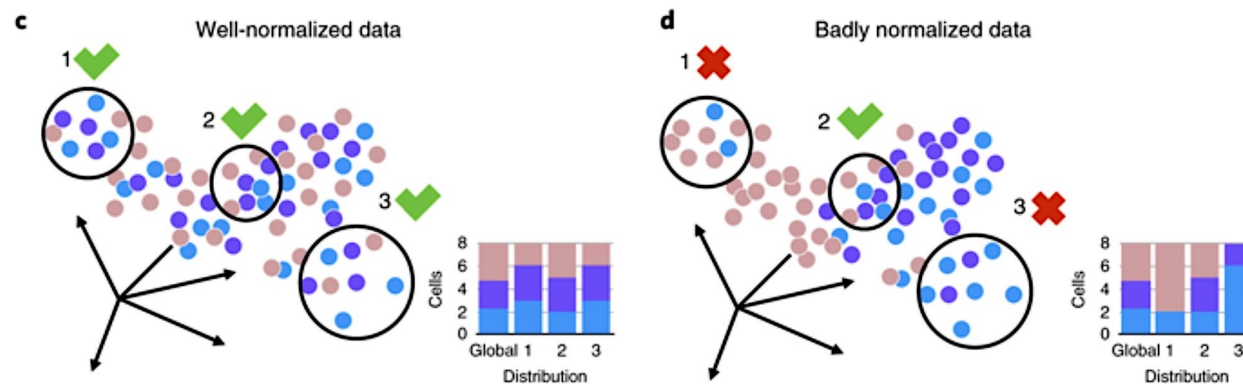 c
Well-normalized data
1
2
3
8
6
4
2
0
Cells
Global 1 2 3
Distribution
d
Badly normalized data
1
2
3
8
6
4
2
0
Cells
Global 1 2 3
Distribution